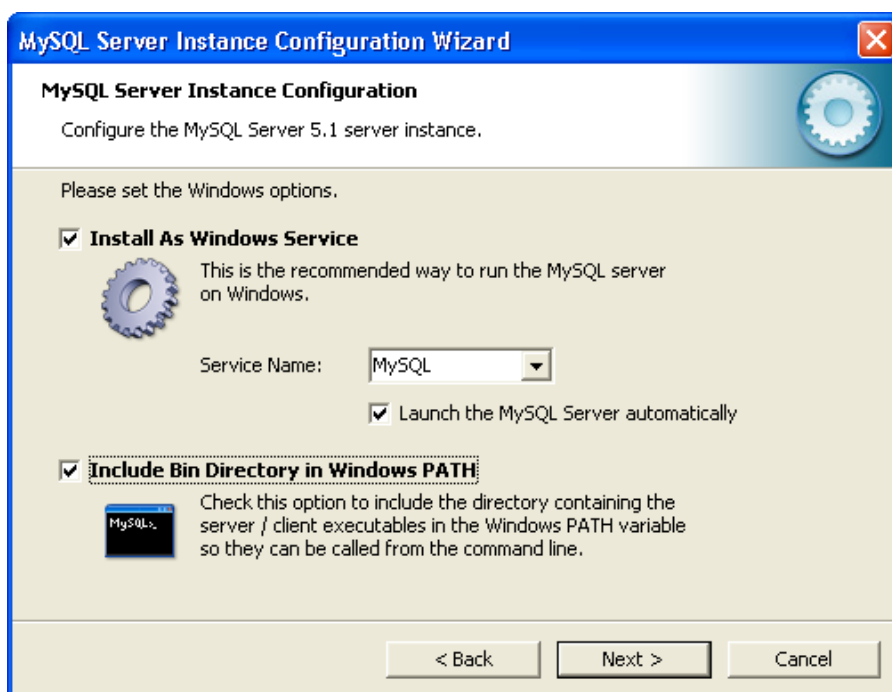 MySQL Server Instance Configuration Wizard
MySQL Server Instance Configuration
Configure the MySQL Server 5.1 server instance.
Please set the Windows options.
Install As Windows Service
This is the recommended way to run the MySQL server
on Windows.
Service Name: MySQL
Launch the MySQL Server automatically
Include Bin Directory in Windows PATH
MySQL>_
Check this option to include the directory containing the
server / client executables in the Windows PATH variable
so they can be called from the command line.
< Back Next > Cancel